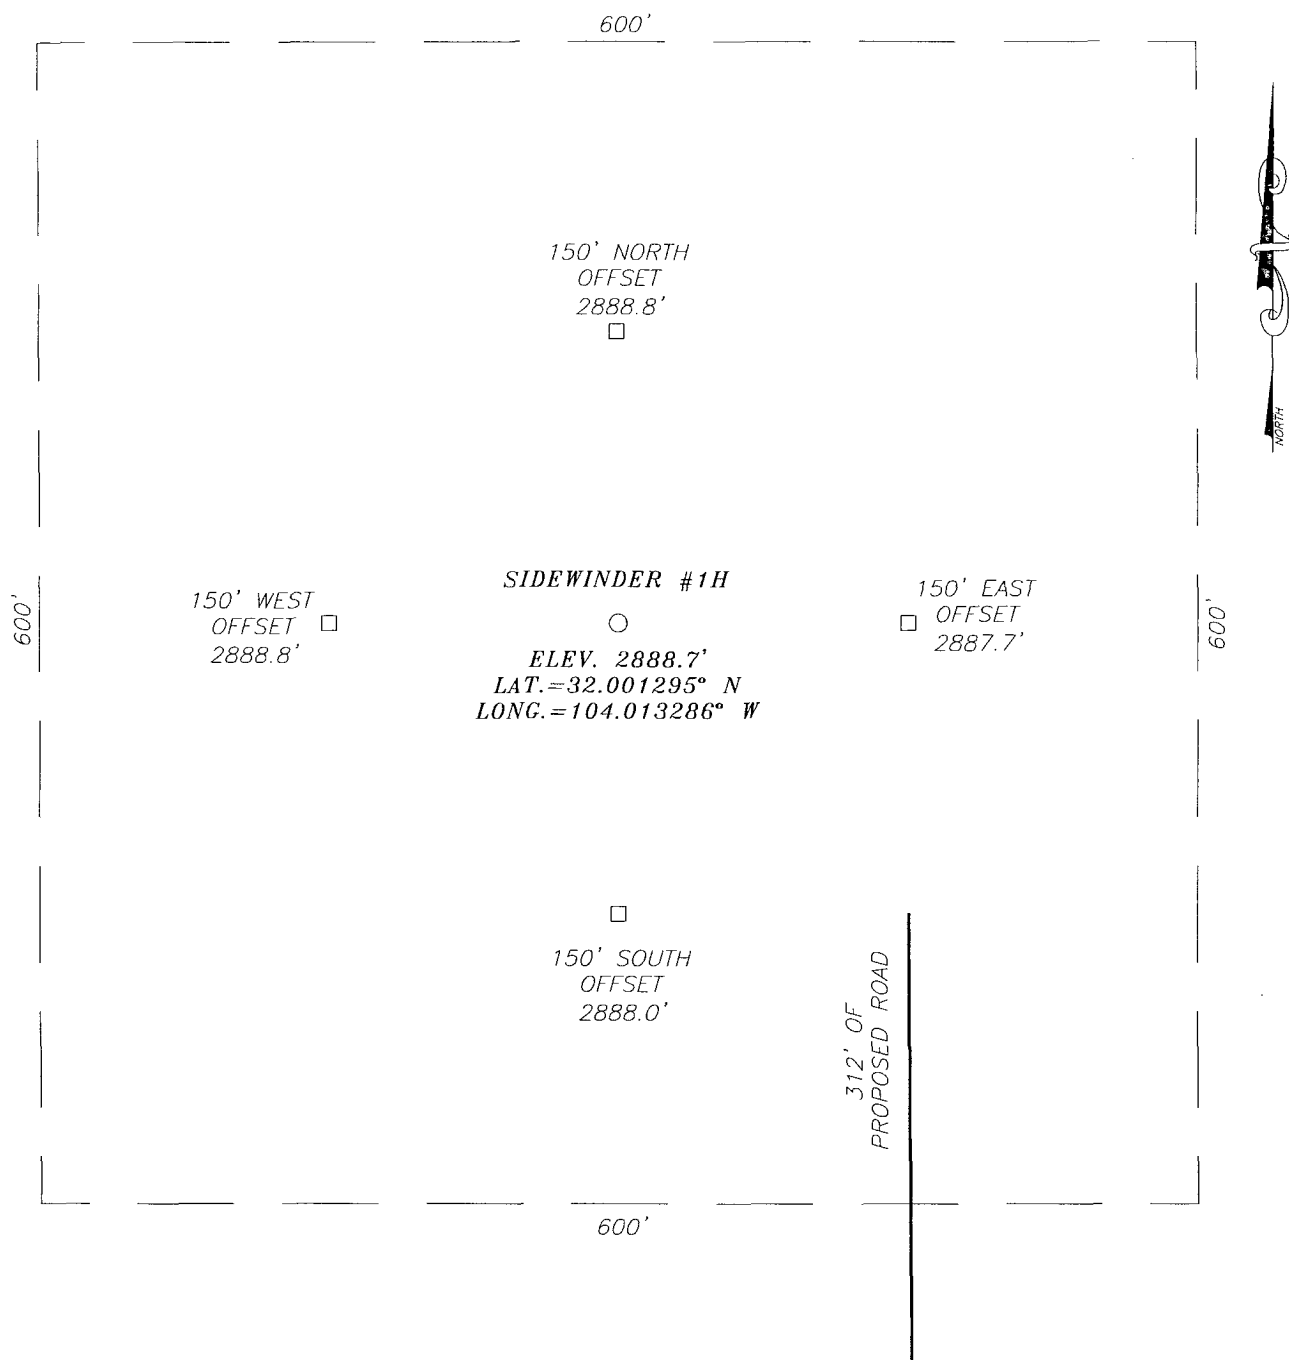 600'
150' NORTH
OFFSET
2888.8'
NORTH
SIDEWINDER #1H
150' WEST
OFFSET
2888.8'
150' EAST
OFFSET
2887.7'
600'
600'
ELEV. 2888.7'
LAT.=32.001295° N
LONG.=104.013286° W
150' SOUTH
OFFSET
2888.0'
312' OF
PROPOSED ROAD
600'